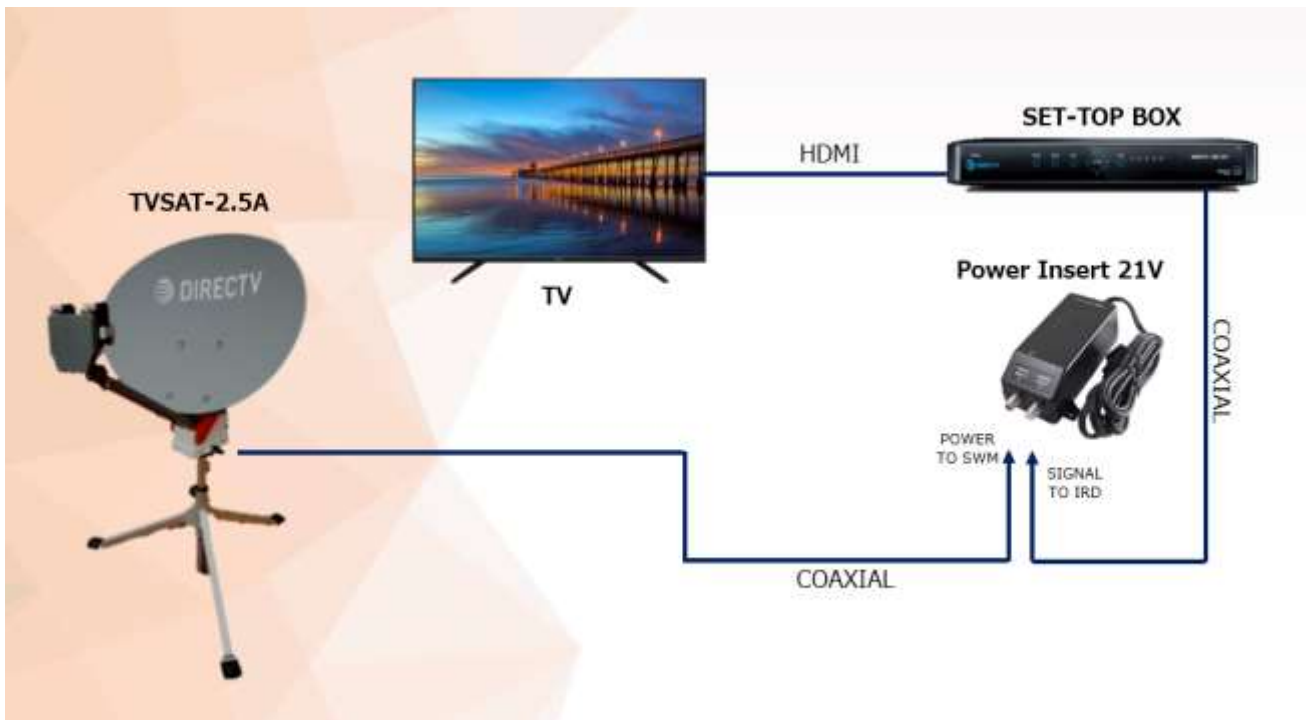 SET-TOP BOX
HDMI
TVSAT-2.5A
DIRECTV
Power Insert 21V
TV
COAXIAL
POWER
TO SWM
SIGNAL
TO IRD
COAXIAL